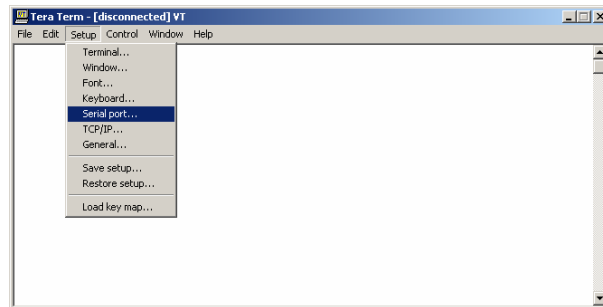 Tera Term - [disconnected] VT
File Edit Setup Control Window Help
Terminal...
Window...
Font...
Keyboard...
Serial port...
TCP/IP...
General...
Save setup...
Restore setup...
Load key map...